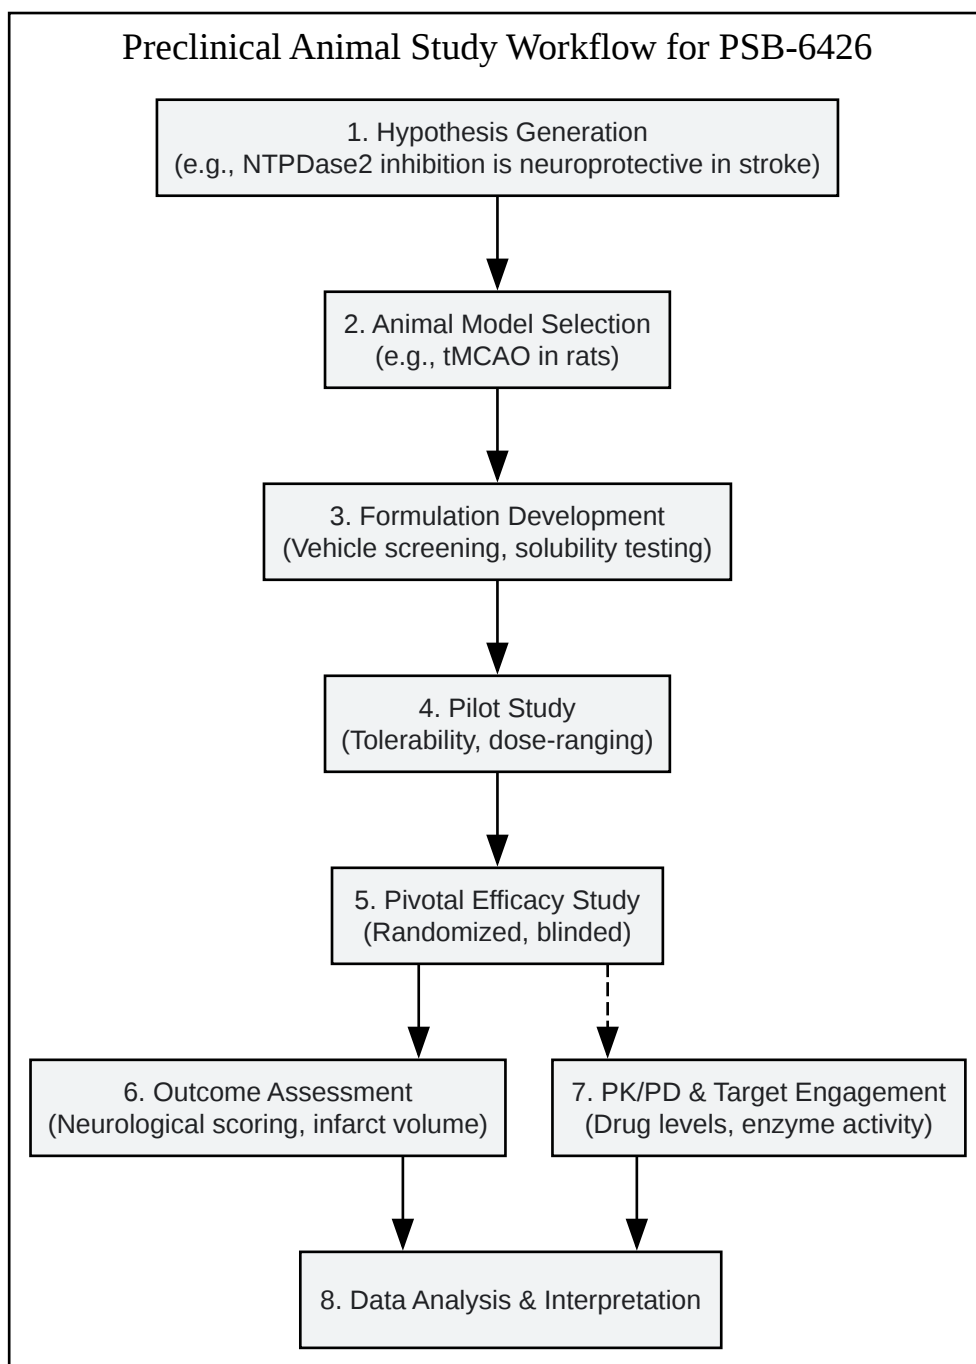 Preclinical Animal Study Workflow for PSB-6426
1. Hypothesis Generation
(e.g., NTPDase2 inhibition is neuroprotective in stroke)
2. Animal Model Selection
(e.g., tMCAO in rats)
3. Formulation Development
(Vehicle screening, solubility testing)
4. Pilot Study
(Tolerability, dose-ranging)
5. Pivotal Efficacy Study
(Randomized, blinded)
6. Outcome Assessment
(Neurological scoring, infarct volume)
7. PK/PD & Target Engagement
(Drug levels, enzyme activity)
8. Data Analysis & Interpretation